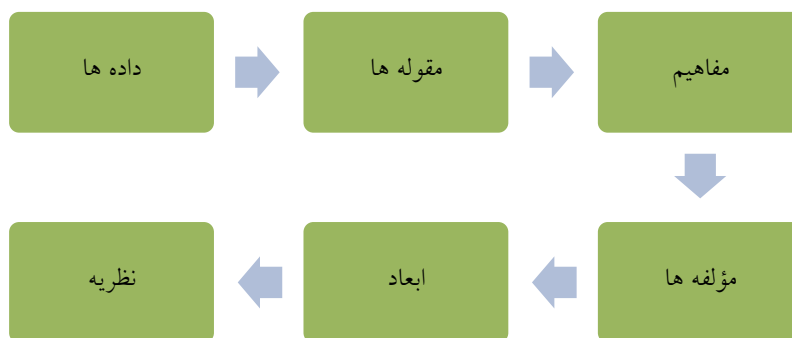 داده ها
مقوله ها
مفاهیم
مؤلفه ها
ابعاد
نظریه